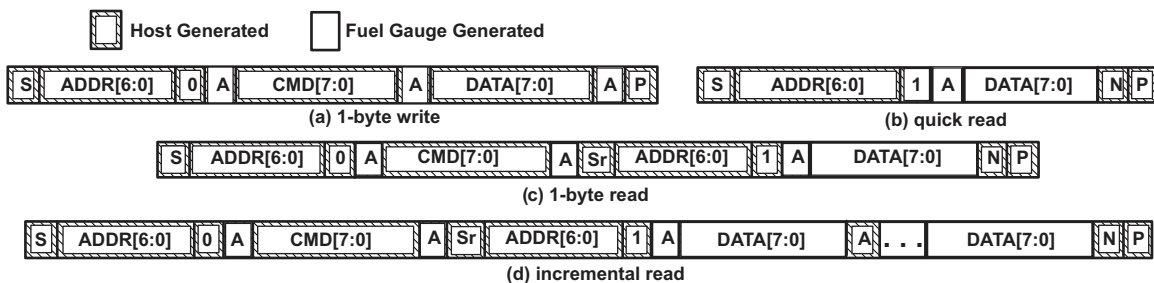 Host Generated Fuel Gauge Generated
S ADDR[6:0] 0 A CMD[7:0] A DATA[7:0] A P
(a) 1-byte write
S ADDR[6:0] 1 A DATA[7:0] N P
(b) quick read
S ADDR[6:0] 0 A CMD[7:0] A Sr ADDR[6:0] 1 A DATA[7:0] N P
(c) 1-byte read
S ADDR[6:0] 0 A CMD[7:0] A Sr ADDR[6:0] 1 A DATA[7:0] A . . . DATA[7:0] N P
(d) incremental read